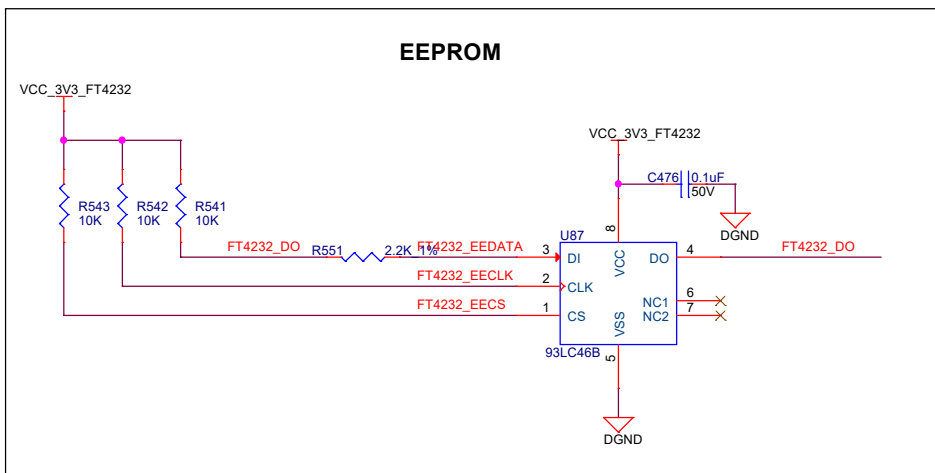 EEPROM
VCC_3V3_FT4232
VCC_3V3_FT4232
C476 0.1uF
50V
R543
10K
R542
10K
R541
10K
DGND
U87
FT4232_DO
R551
2.2K 1%
FT4232_EEDATA
3
DI
8
VCC
DO
4
FT4232_DO
FT4232_EECLK
2
CLK
NC1
6
FT4232_EECS
1
CS
NC2
7
VSS
93LC46B
5
DGND